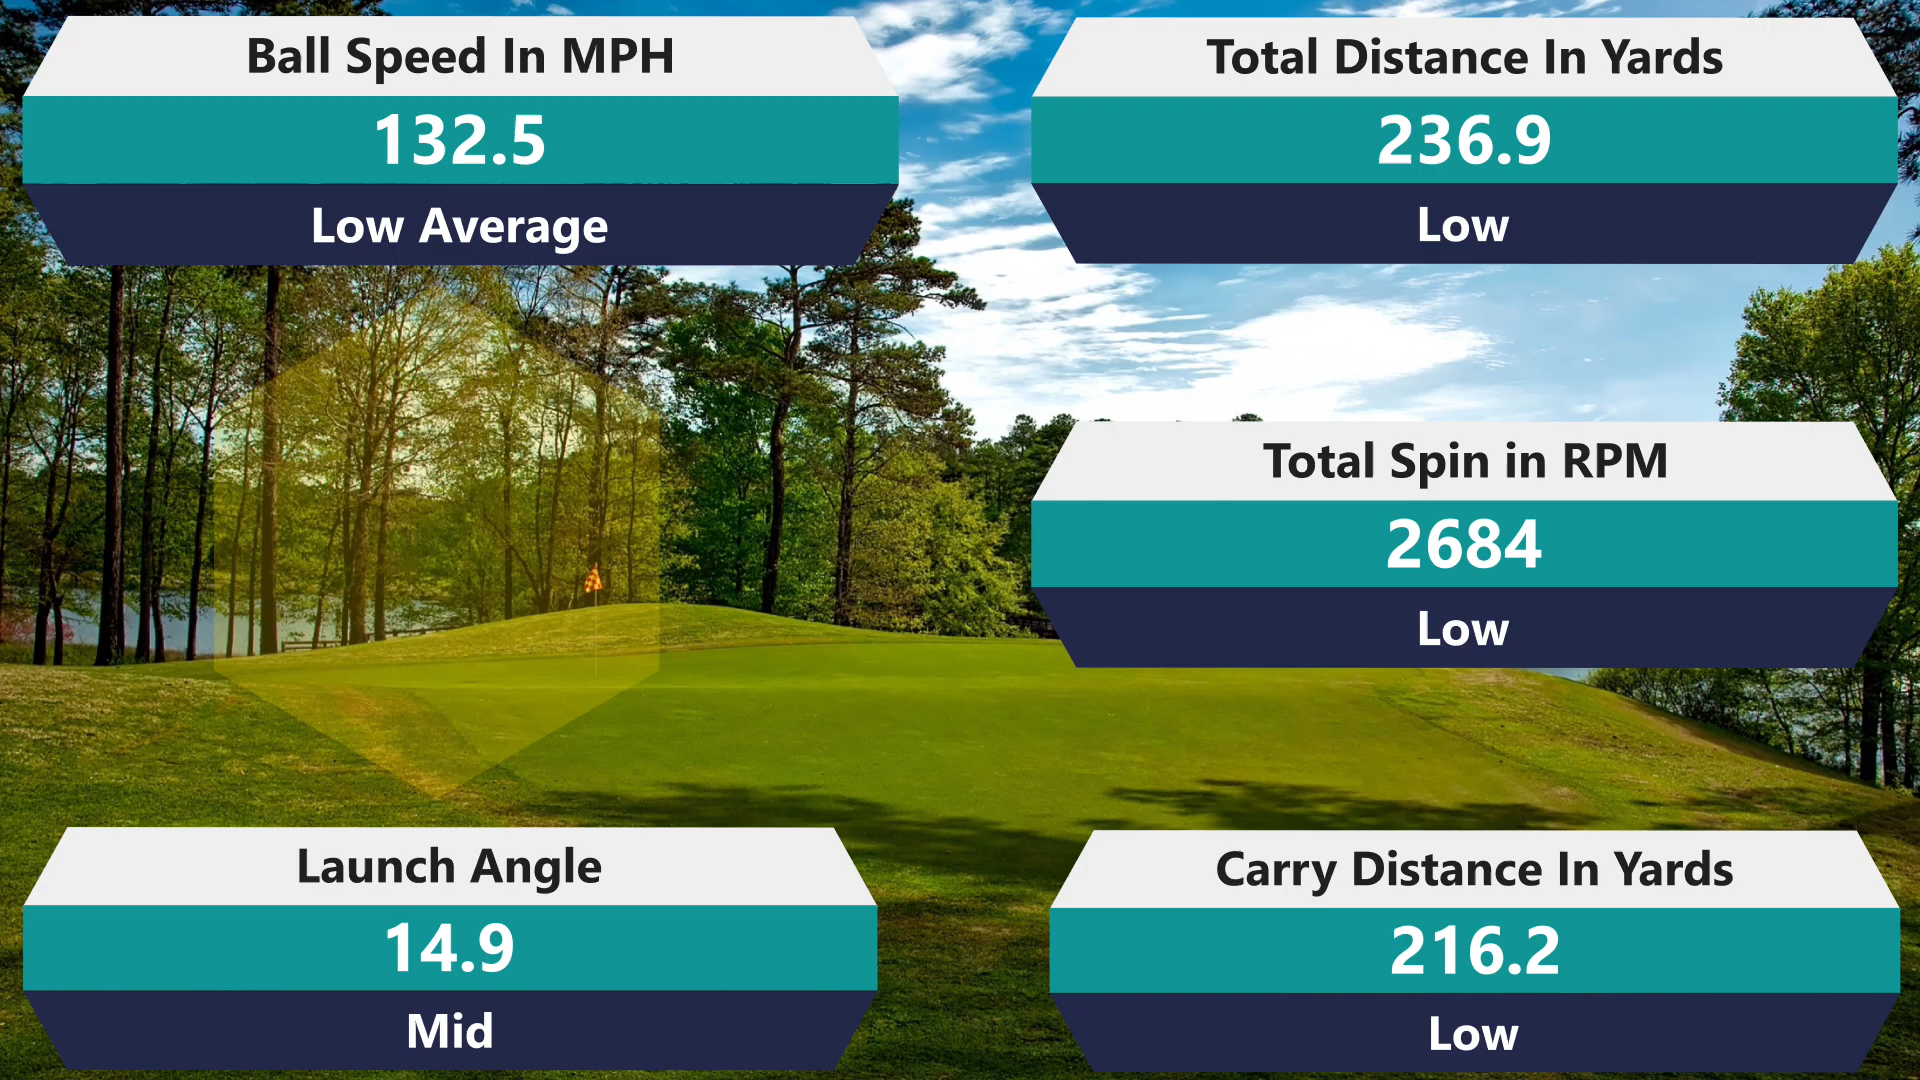 Ball Speed In MPH
132.5
Low Average
Total Distance In Yards
236.9
Low
Total Spin in RPM
2684
Low
Launch Angle
14.9
Mid
Carry Distance In Yards
216.2
Low